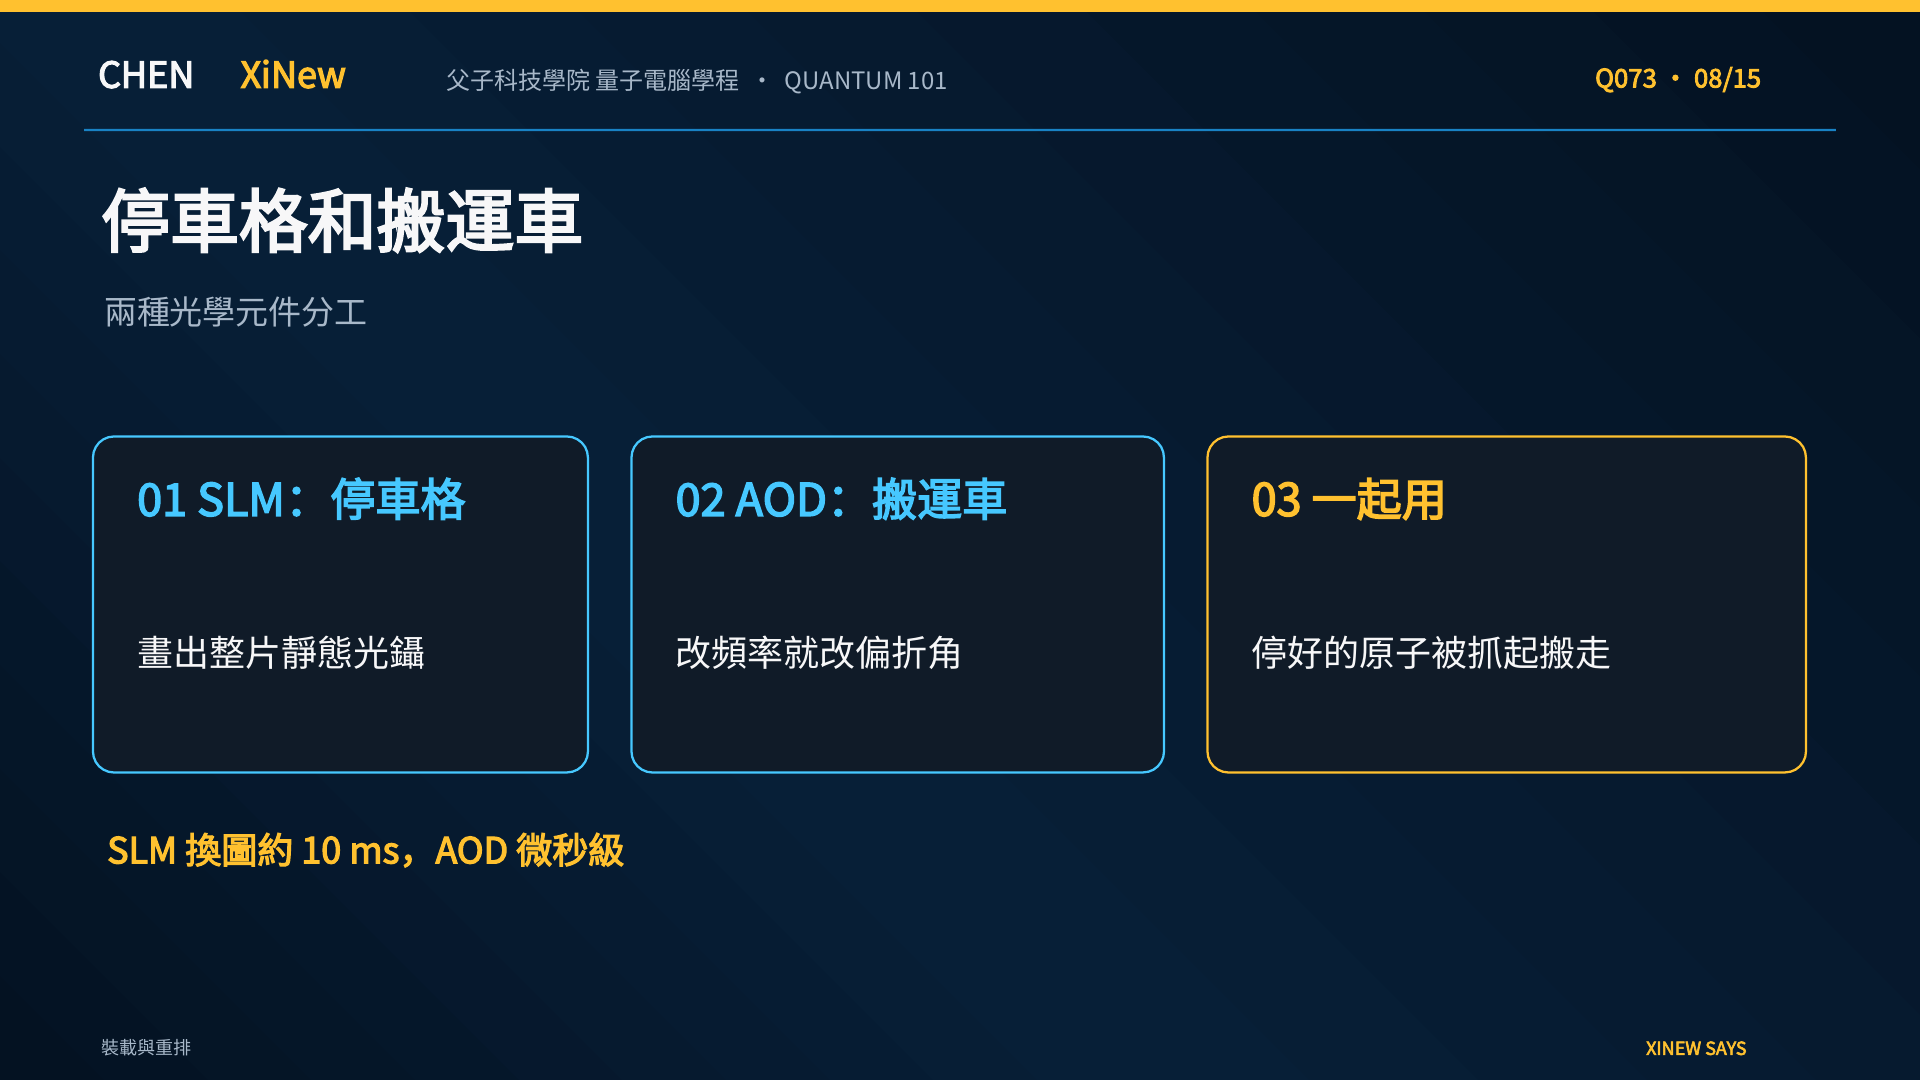 CHEN XiNew 父子科技學院 量子電腦學程 · QUANTUM 101 Q073 · 08/15
停車格和搬運車
兩種光學元件分工
01 SLM：停車格
畫出整片靜態光鑷
02 AOD：搬運車
改頻率就改偏折角
03 一起用
停好的原子被抓起搬走
SLM 換圖約 10 ms，AOD 微秒級
裝載與重排
XINEW SAYS